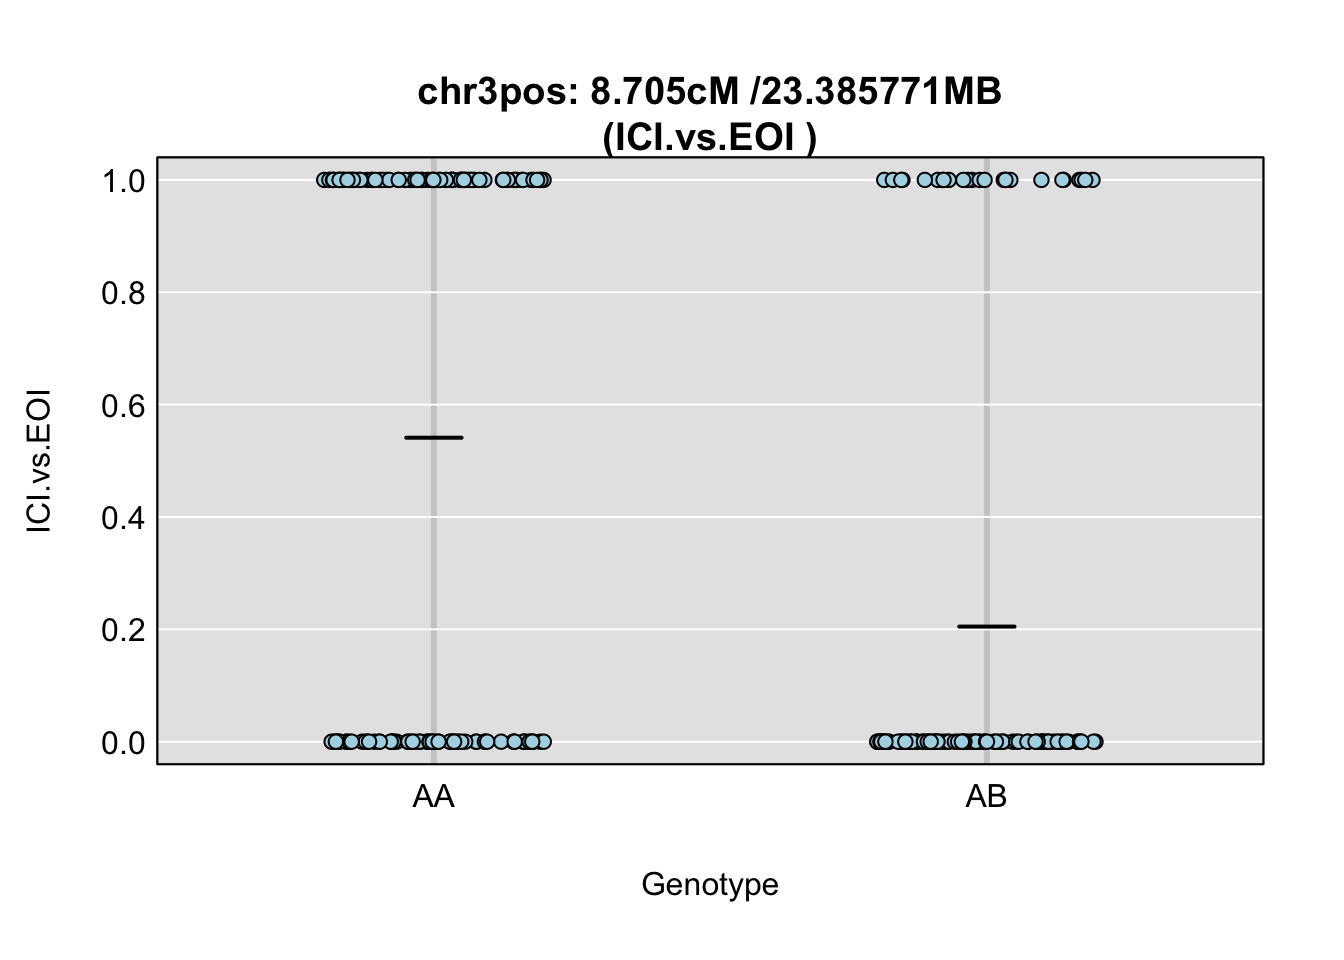 chr3pos: 8.705cM /23.385771MB
(ICI.vs.EOI )
ICI.vs.EOI
1.0
0.8
0.6
0.4
0.2
0.0
AA
AB
Genotype